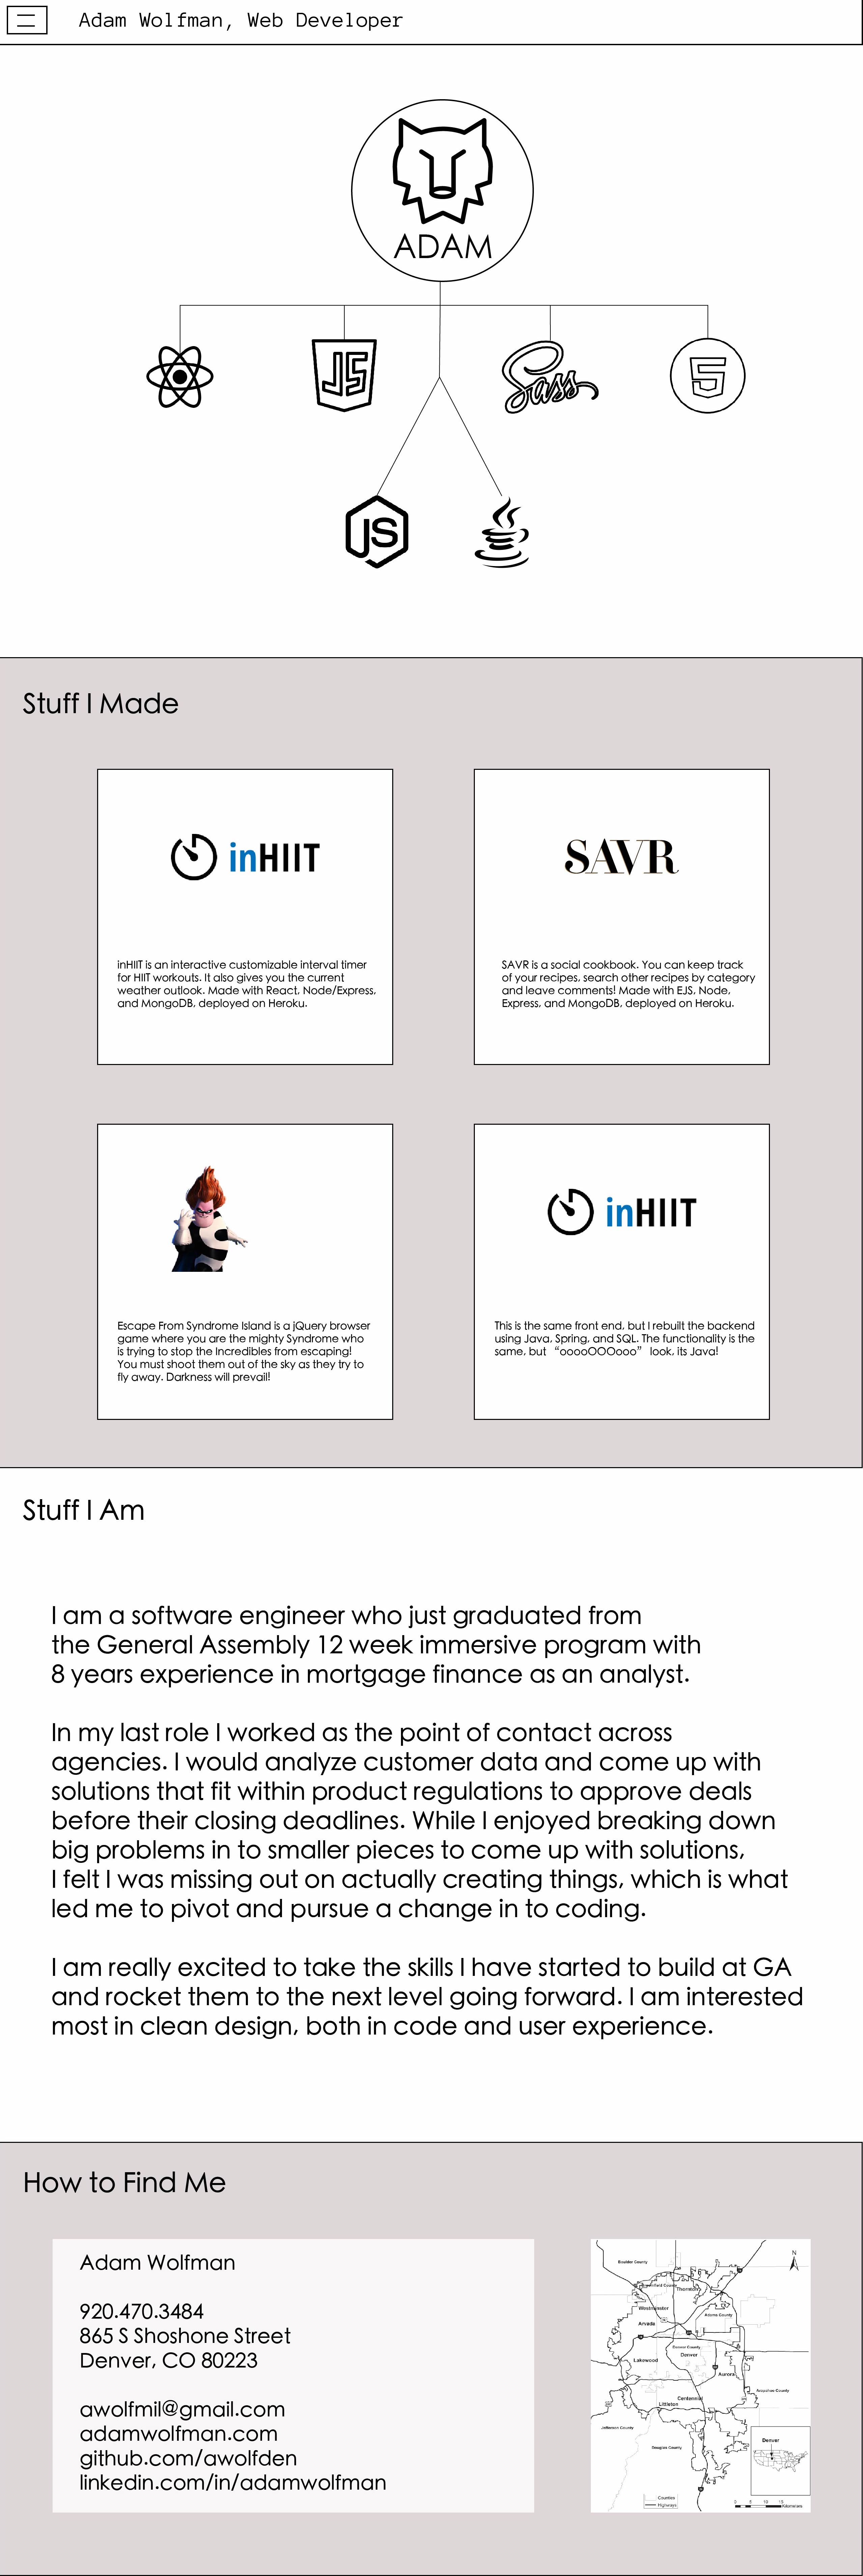 Adam Wolfman, Web Developer
ADAM
JS
Sass
5
JS
Stuff I Made
inHIIT
SAVR
inHIIT is an interactive customizable interval timer
for HIIT workouts. It also gives you the current
weather outlook. Made with React, Node/Express,
and MongoDB, deployed on Heroku.
SAVR is a social cookbook. You can keep track
of your recipes, search other recipes by category
and leave comments! Made with EJS, Node,
Express, and MongoDB, deployed on Heroku.
inHIIT
Escape From Syndrome Island is a jQuery browser
game where you are the mighty Syndrome who
is trying to stop the Incredibles from escaping!
You must shoot them out of the sky as they try to
fly away. Darkness will prevail!
This is the same front end, but I rebuilt the backend
using Java, Spring, and SQL. The functionality is the
same, but “ooooOOOooo” look, its Java!
Stuff I Am
I am a software engineer who just graduated from
the General Assembly 12 week immersive program with
8 years experience in mortgage finance as an analyst.
In my last role I worked as the point of contact across
agencies. I would analyze customer data and come up with
solutions that fit within product regulations to approve deals
before their closing deadlines. While I enjoyed breaking down
big problems in to smaller pieces to come up with solutions,
I felt I was missing out on actually creating things, which is what
led me to pivot and pursue a change in to coding.
I am really excited to take the skills I have started to build at GA
and rocket them to the next level going forward. I am interested
most in clean design, both in code and user experience.
How to Find Me
Adam Wolfman
920.470.3484
865 S Shoshone Street
Denver, CO 80223
awolfmil@gmail.com
adamwolfman.com
github.com/awolfden
linkedin.com/in/adamwolfman
N
Boulder County
Thornton
Westminster
Adams County
Arvada
Denver County
Denver
Lakewood
Aurora
Arapahoe County
Centennial
Littleton
Jefferson County
Douglas County
Denver
Counties
Highways
0 5 10 15
Kilometers